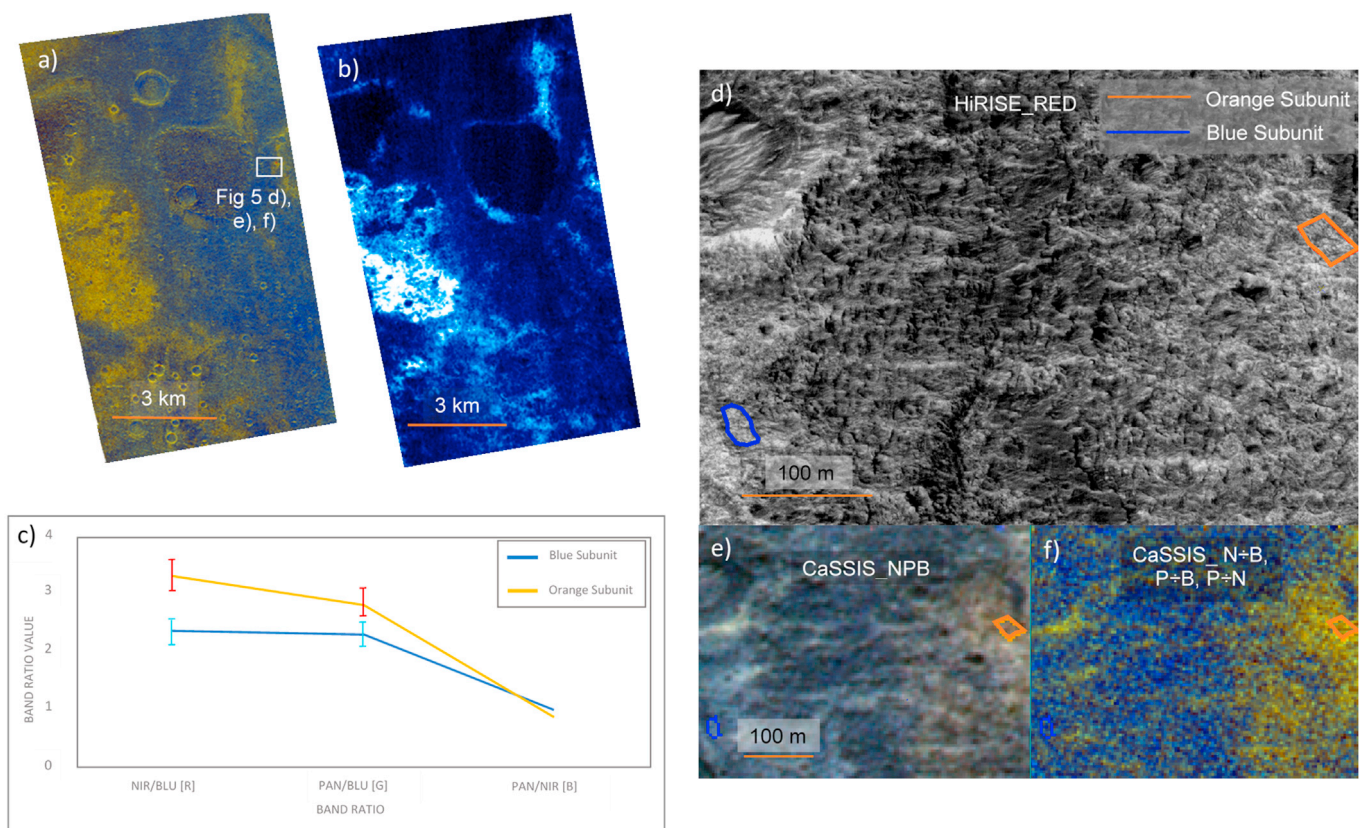 a)
Fig 5 d),
e), f)
3 km
b)
3 km
c)
4
3
2
1
0
BAND RATIO VALUE
Blue Subunit
Orange Subunit
NIR/BLU [R]
PAN/BLU [G]
PAN/NIR [B]
BAND RATIO
d)
HiRISE_RED
Orange Subunit
Blue Subunit
100 m
e)
CaSSIS_NPB
100 m
f)
CaSSIS_ N÷B,
P÷B, P÷N